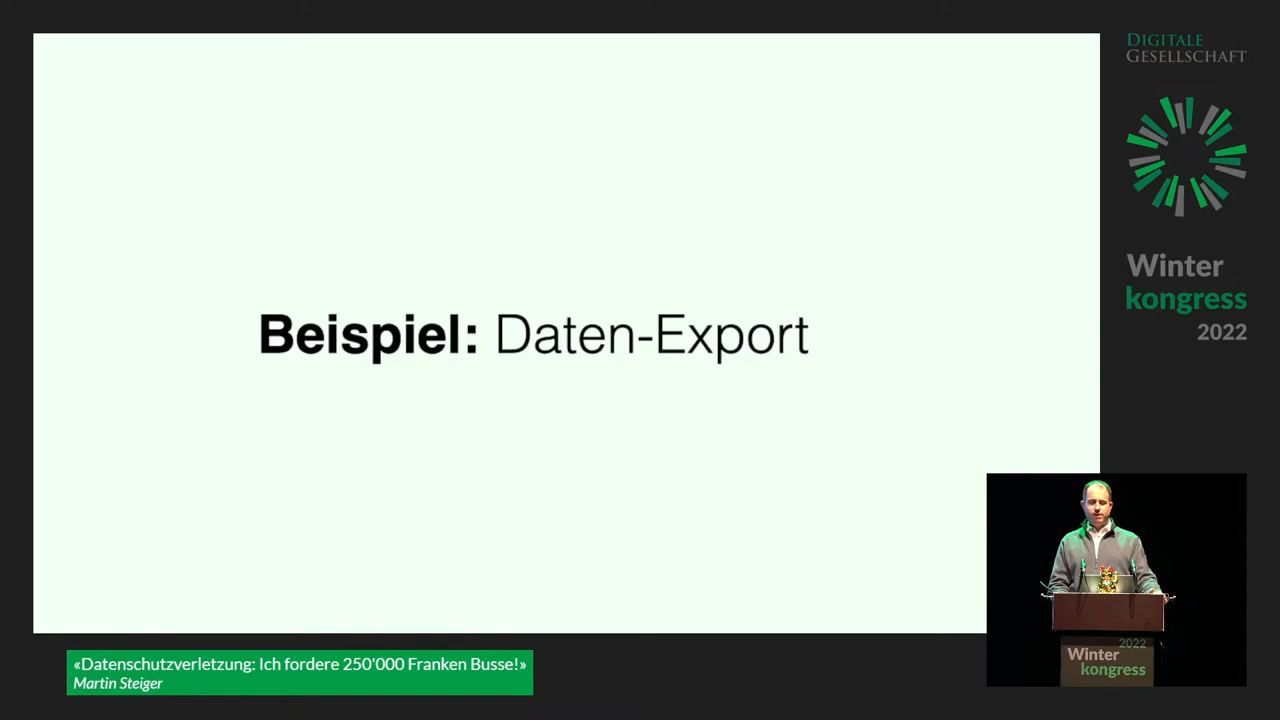 DIGITALE
GESELLSCHAFT
Winter
kongress
2022
Beispiel: Daten-Export
2022
Winter
kongress
«Datenschutzverletzung: Ich fordere 250'000 Franken Busse!»
Martin Steiger